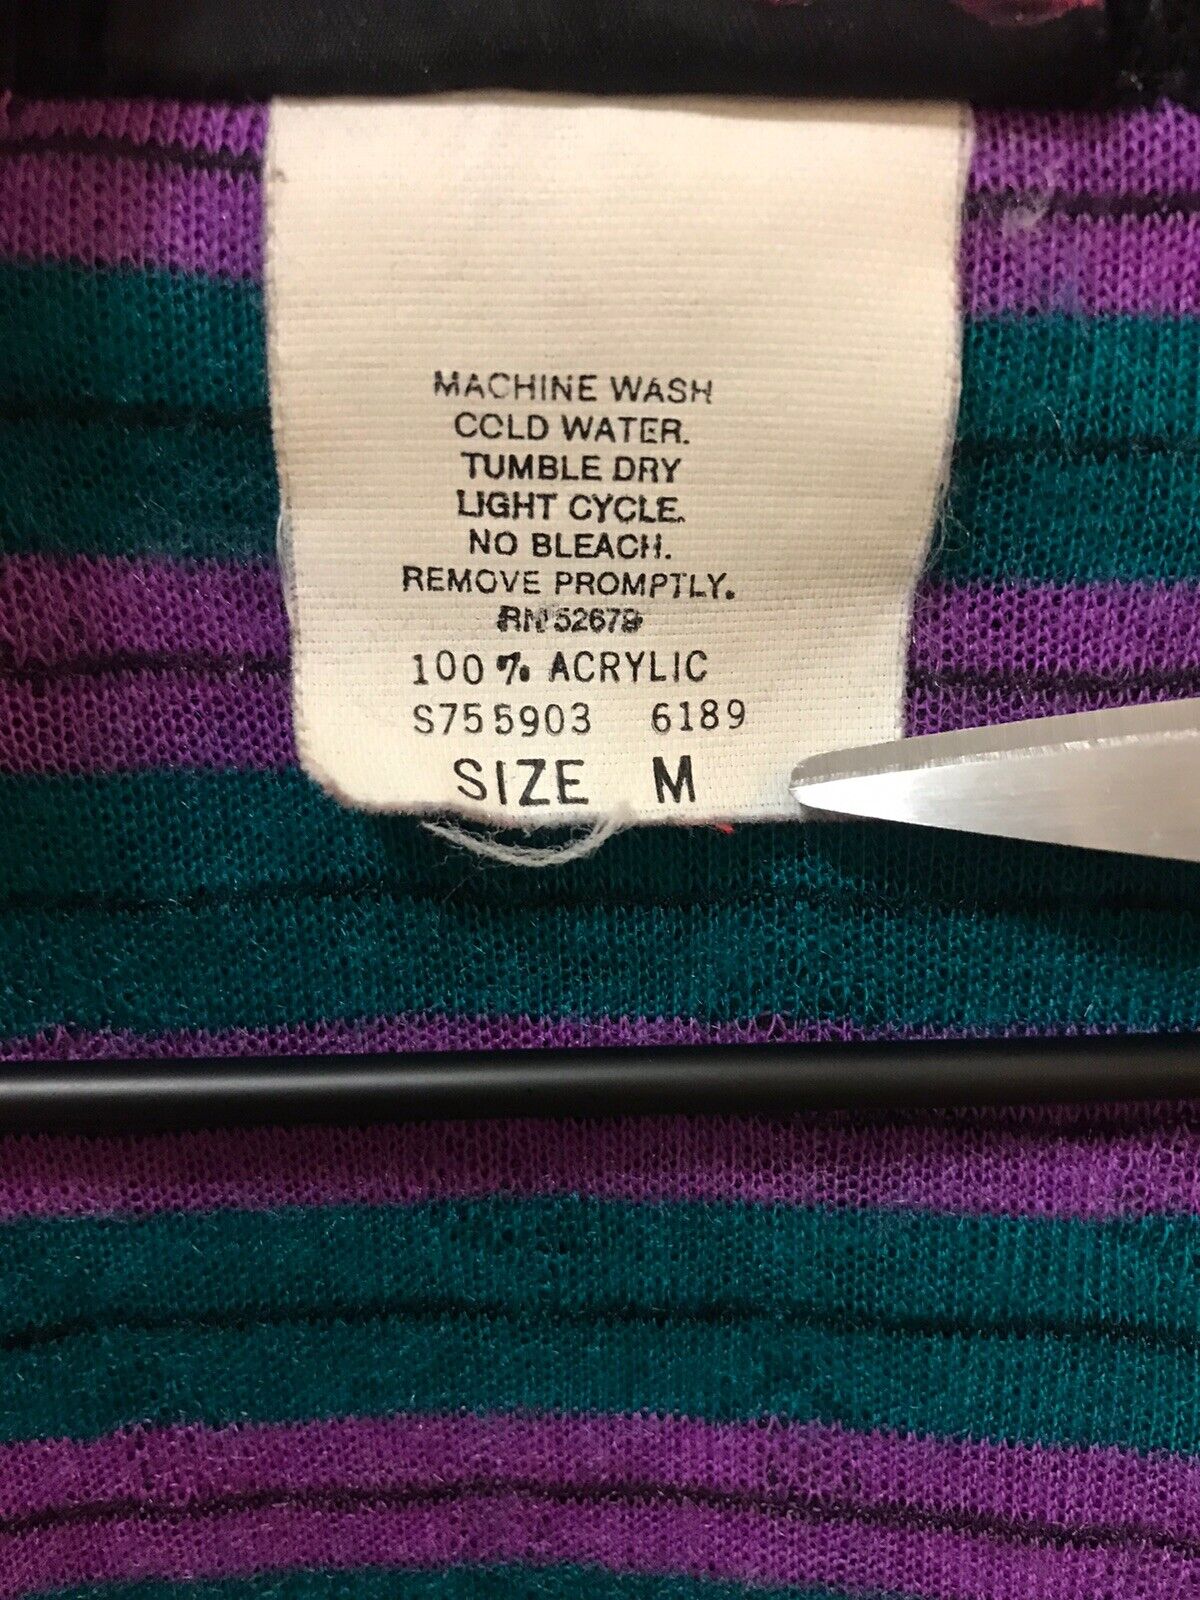 MACHINE WASH
COLD WATER.
TUMBLE DRY
LIGHT CYCLE.
NO BLEACH.
REMOVE PROMPTLY.
RN 52679
100% ACRYLIC
S755903 6189
SIZE M